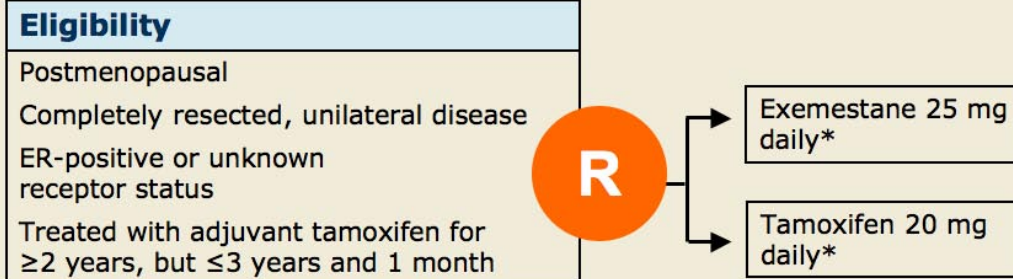 Eligibility
Postmenopausal
Completely resected, unilateral disease
ER-positive or unknown
receptor status
Treated with adjuvant tamoxifen for
≥2 years, but ≤3 years and 1 month
R
Exemestane 25 mg
daily*
Tamoxifen 20 mg
daily*